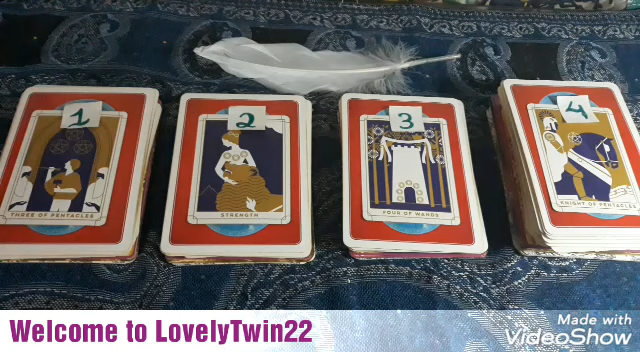 1
2
3
4
THREE OF PENTACLES
STRENGTH
FOUR OF WANDS
KNIGHT OF PENTACLES
Welcome to LovelyTwin22
Made with
VideoShow